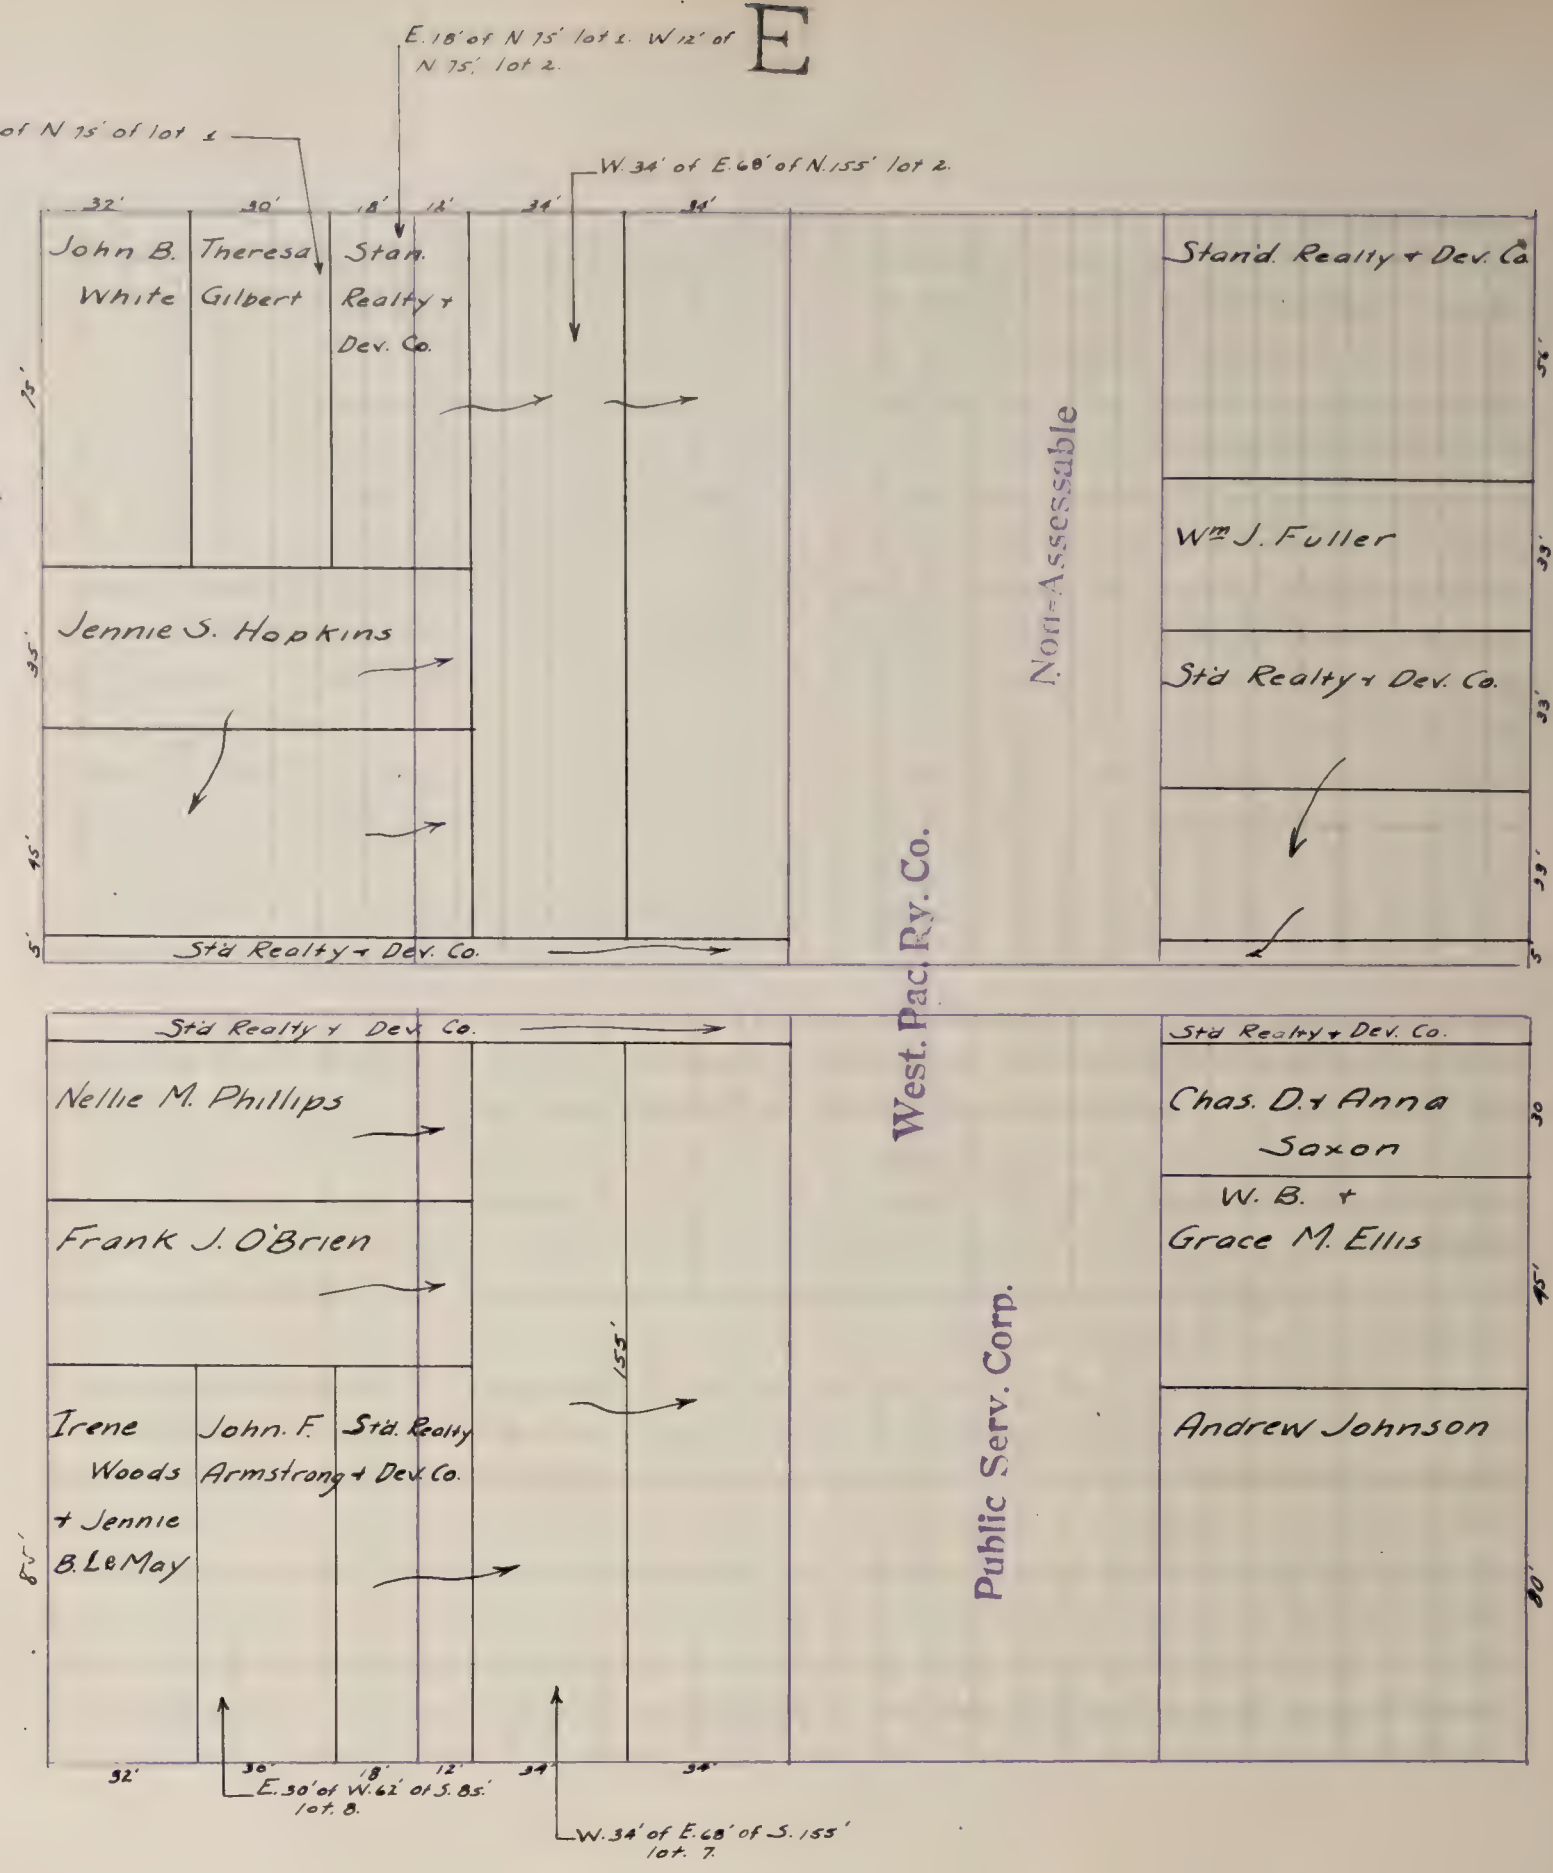 E
E. 18' of N 75' lot 1. W 12' of
N 75', lot 2.
of N 75' of lot 1
W. 34' of E. 68' of N. 155' lot 2.
32' 30' 18' 12' 34' 34'
John B.
White
Theresa
Gilbert
Stan.
Realty +
Dev. Co.
75'
Jennie S. Hopkins
35'
45'
5'
Std Realty + Dev. Co.
Non-Assessable
West. Pac. Ry. Co.
Stan'd. Realty + Dev. Co
56'
Wm J. Fuller
33'
Std Realty + Dev. Co.
33'
33'
5'
Std Realty + Dev. Co.
Nellie M. Phillips
Frank J. O'Brien
Irene
Woods
+ Jennie
B. LeMay
John. F.
Armstrong
Std. Realty
+ Dev. Co.
155'
85'
Public Serv. Corp.
Std Realty + Dev. Co.
Chas. D. + Anna
Saxon
30
W. B. +
Grace M. Ellis
45'
Andrew Johnson
80'
32' 30' 18' 12' 34' 34'
E. 30' of W. 62' of S. 85'
lot. 8.
W. 34' of E. 68' of S. 155'
lot. 7.